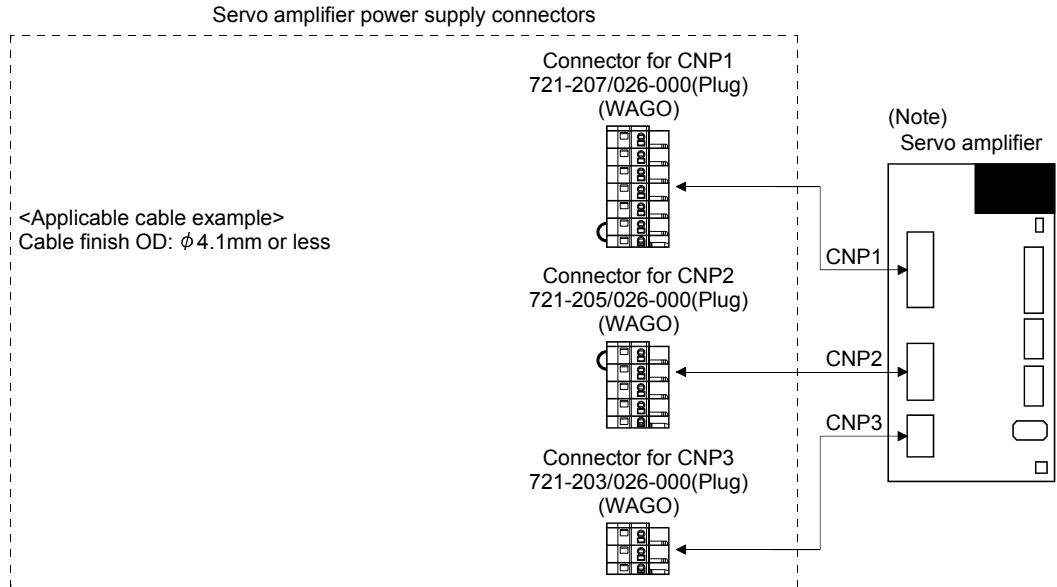 Servo amplifier power supply connectors
Connector for CNP1
721-207/026-000(Plug)
(WAGO)
(Note)
Servo amplifier
<Applicable cable example>
Cable finish OD: ϕ4.1mm or less
CNP1
Connector for CNP2
721-205/026-000(Plug)
(WAGO)
CNP2
CNP3
Connector for CNP3
721-203/026-000(Plug)
(WAGO)